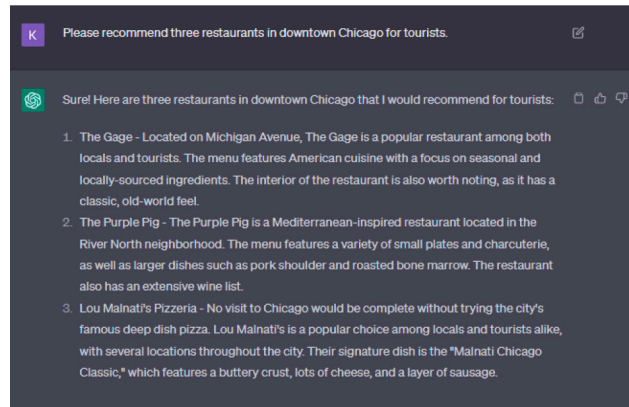 K
Please recommend three restaurants in downtown Chicago for tourists.
Sure! Here are three restaurants in downtown Chicago that I would recommend for tourists:
1. The Gage - Located on Michigan Avenue, The Gage is a popular restaurant among both
locals and tourists. The menu features American cuisine with a focus on seasonal and
locally-sourced ingredients. The interior of the restaurant is also worth noting, as it has a
classic, old-world feel.
2. The Purple Pig - The Purple Pig is a Mediterranean-inspired restaurant located in the
River North neighborhood. The menu features a variety of small plates and charcuterie,
as well as larger dishes such as pork shoulder and roasted bone marrow. The restaurant
also has an extensive wine list.
3. Lou Malnati's Pizzeria - No visit to Chicago would be complete without trying the city's
famous deep dish pizza. Lou Malnati's is a popular choice among locals and tourists alike,
with several locations throughout the city. Their signature dish is the "Malnati Chicago
Classic," which features a buttery crust, lots of cheese, and a layer of sausage.